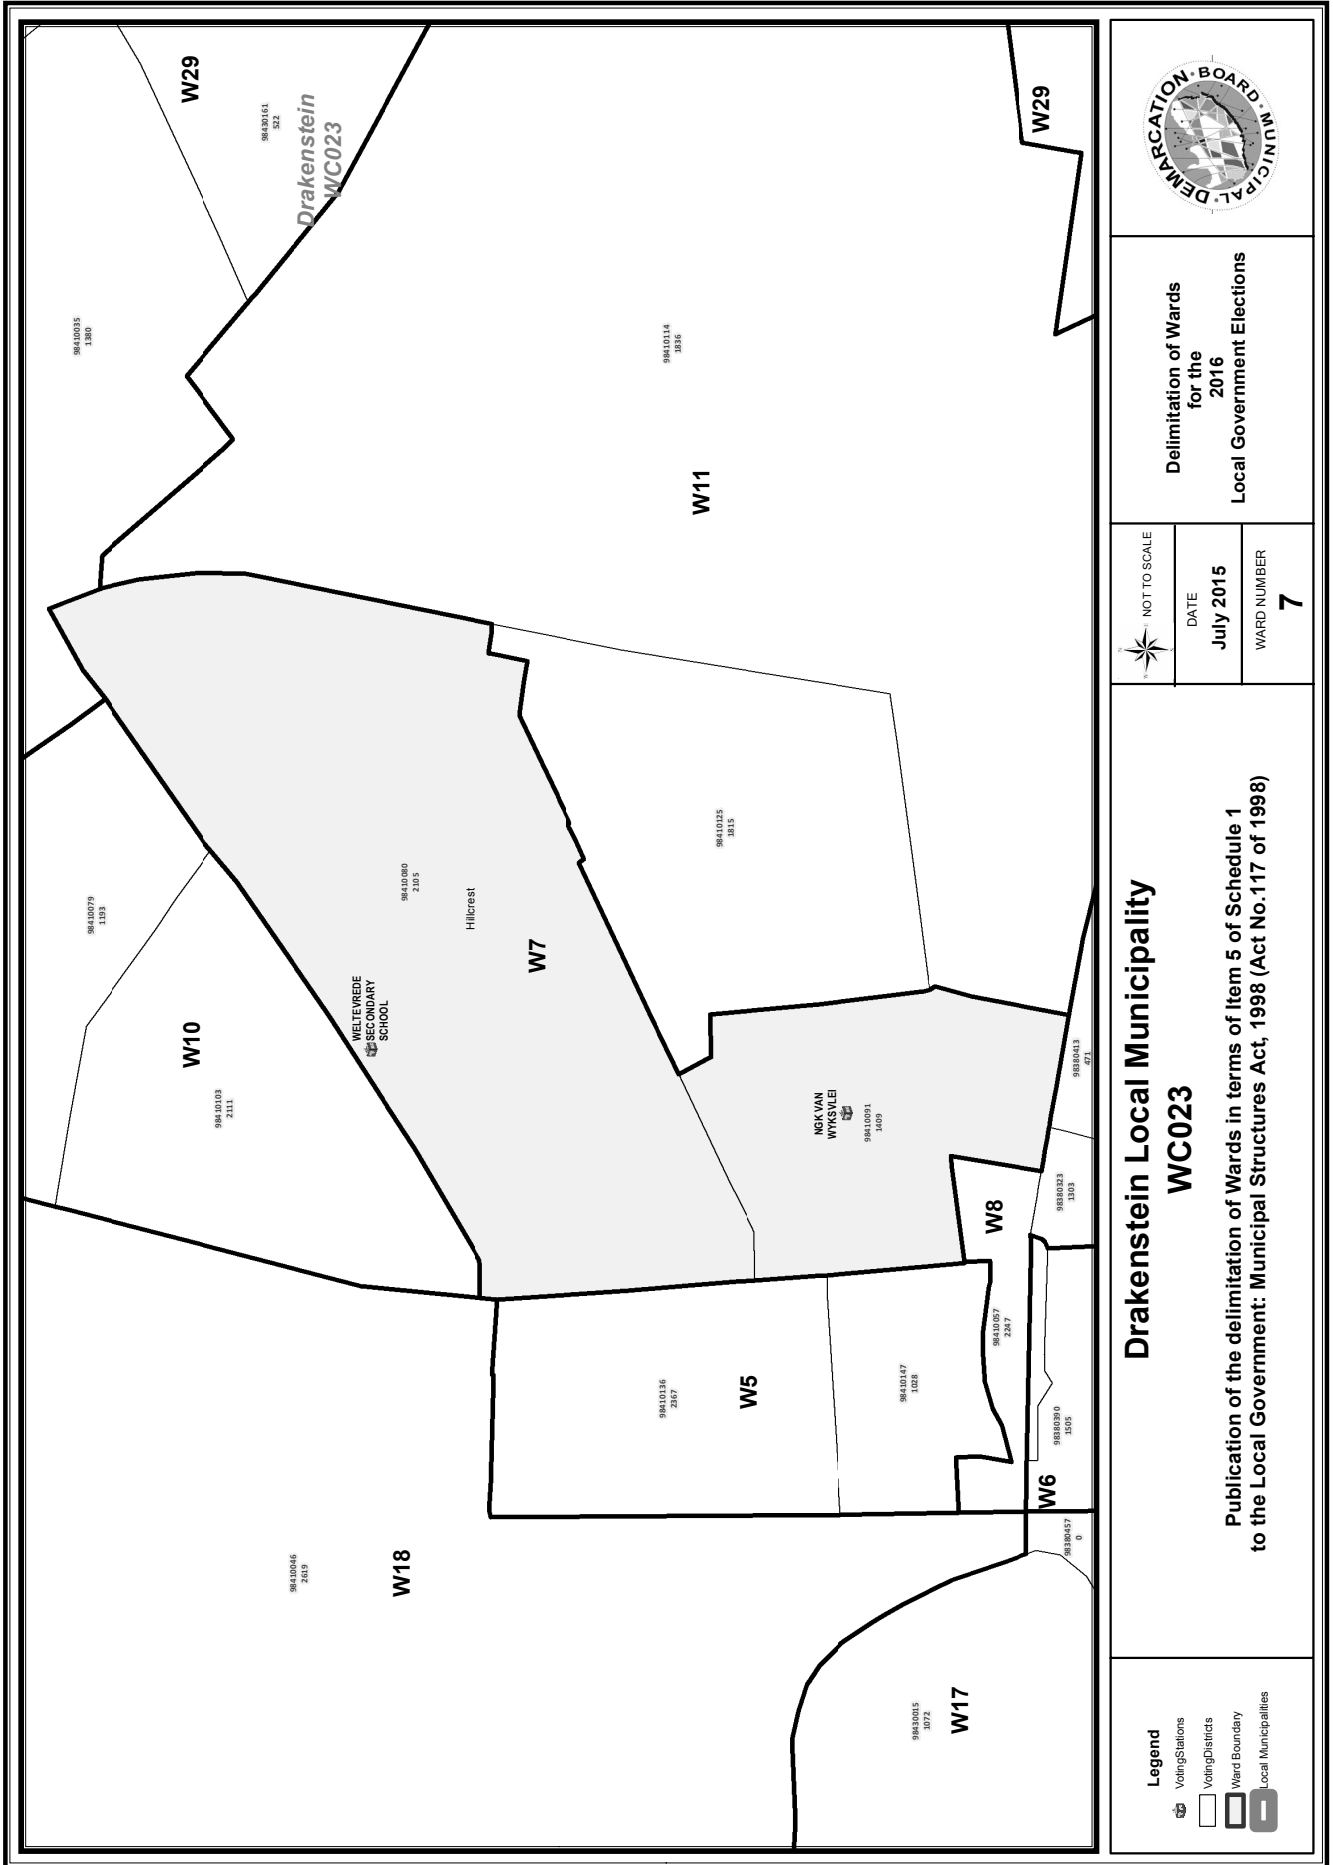 W29
98430161
522
Drakenstein
WC023
W29
98410035
1380
98410114
1836
W11
98410125
1815
98410079
1193
98410080
2105
Hillcrest
W7
WELTEVREDE
SECONDARY
SCHOOL
W10
98410103
2111
NGK VAN
WYKSVLEI
98410091
1409
98380413
471
98380323
1303
W8
98410057
2247
98410136
2367
W5
98410147
1028
98380390
1505
W6
98380457
0
98410046
2619
W18
98430015
1072
W17
Legend
VotingStations
VotingDistricts
Ward Boundary
Local Municipalities
Drakenstein Local Municipality
WC023
Publication of the delimitation of Wards in terms of Item 5 of Schedule 1
to the Local Government: Municipal Structures Act, 1998 (Act No.117 of 1998)
N
W
E
S
NOT TO SCALE
DATE
July 2015
WARD NUMBER
7
Delimitation of Wards
for the
2016
Local Government Elections
MUNICIPAL • DEMARCATION • BOARD •